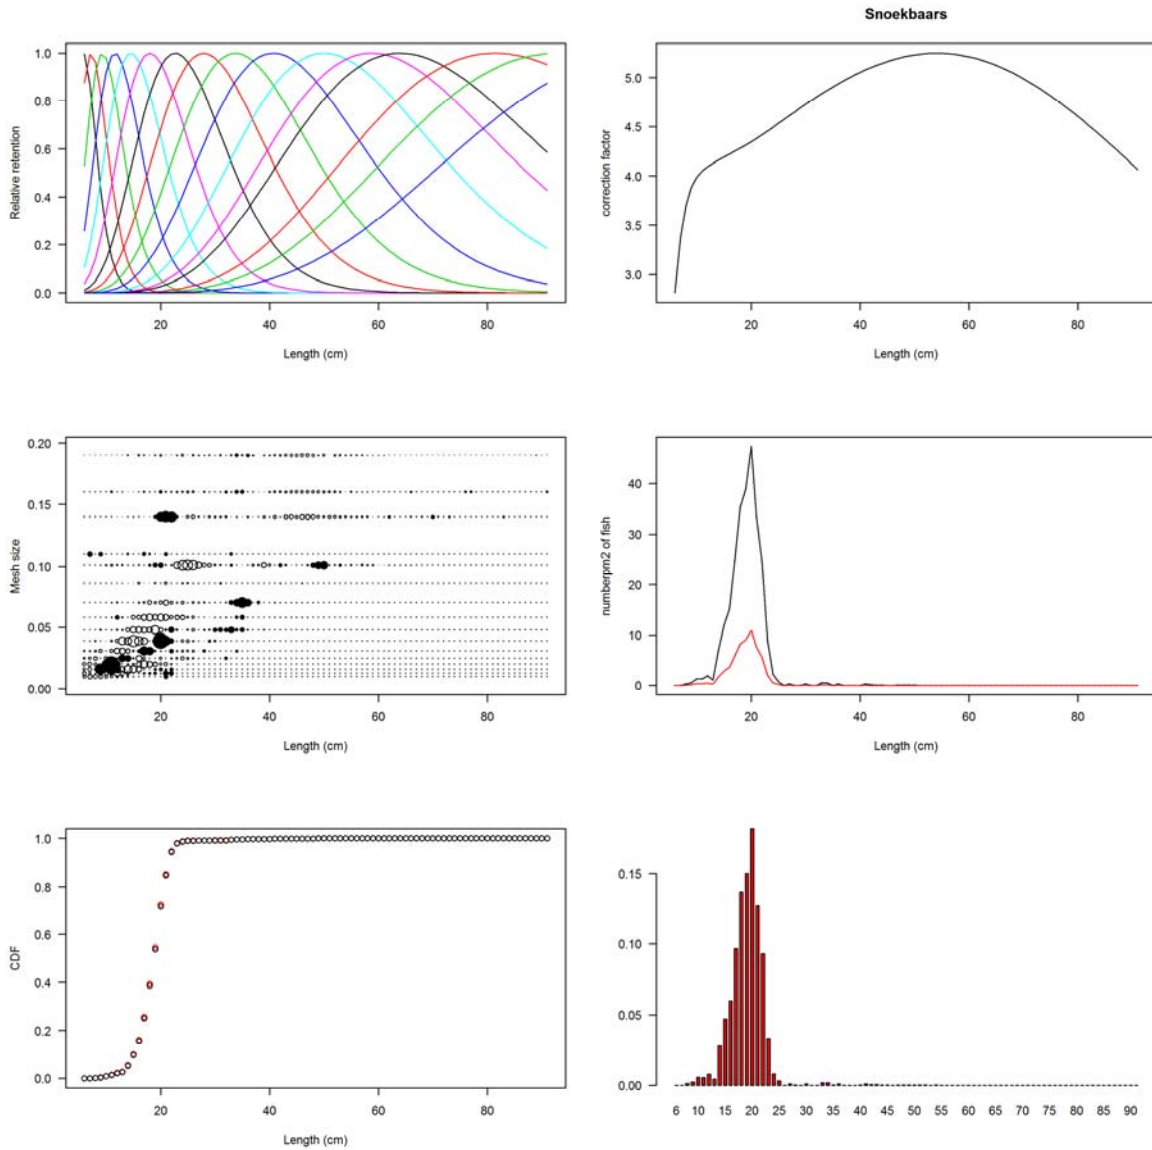 Snoekbaars
Relative retention
1.0
0.8
0.6
0.4
0.2
0.0
20 40 60 80
Length (cm)
correction factor
5.0
4.5
4.0
3.5
3.0
20 40 60 80
Length (cm)
Mesh size
0.20
0.15
0.10
0.05
0.00
20 40 60 80
Length (cm)
numberpm2 of fish
40
30
20
10
0
20 40 60 80
Length (cm)
CDF
1.0
0.8
0.6
0.4
0.2
0.0
20 40 60 80
Length (cm)
0.15
0.10
0.05
0.00
6 10 15 20 25 30 35 40 45 50 55 60 65 70 75 80 85 90